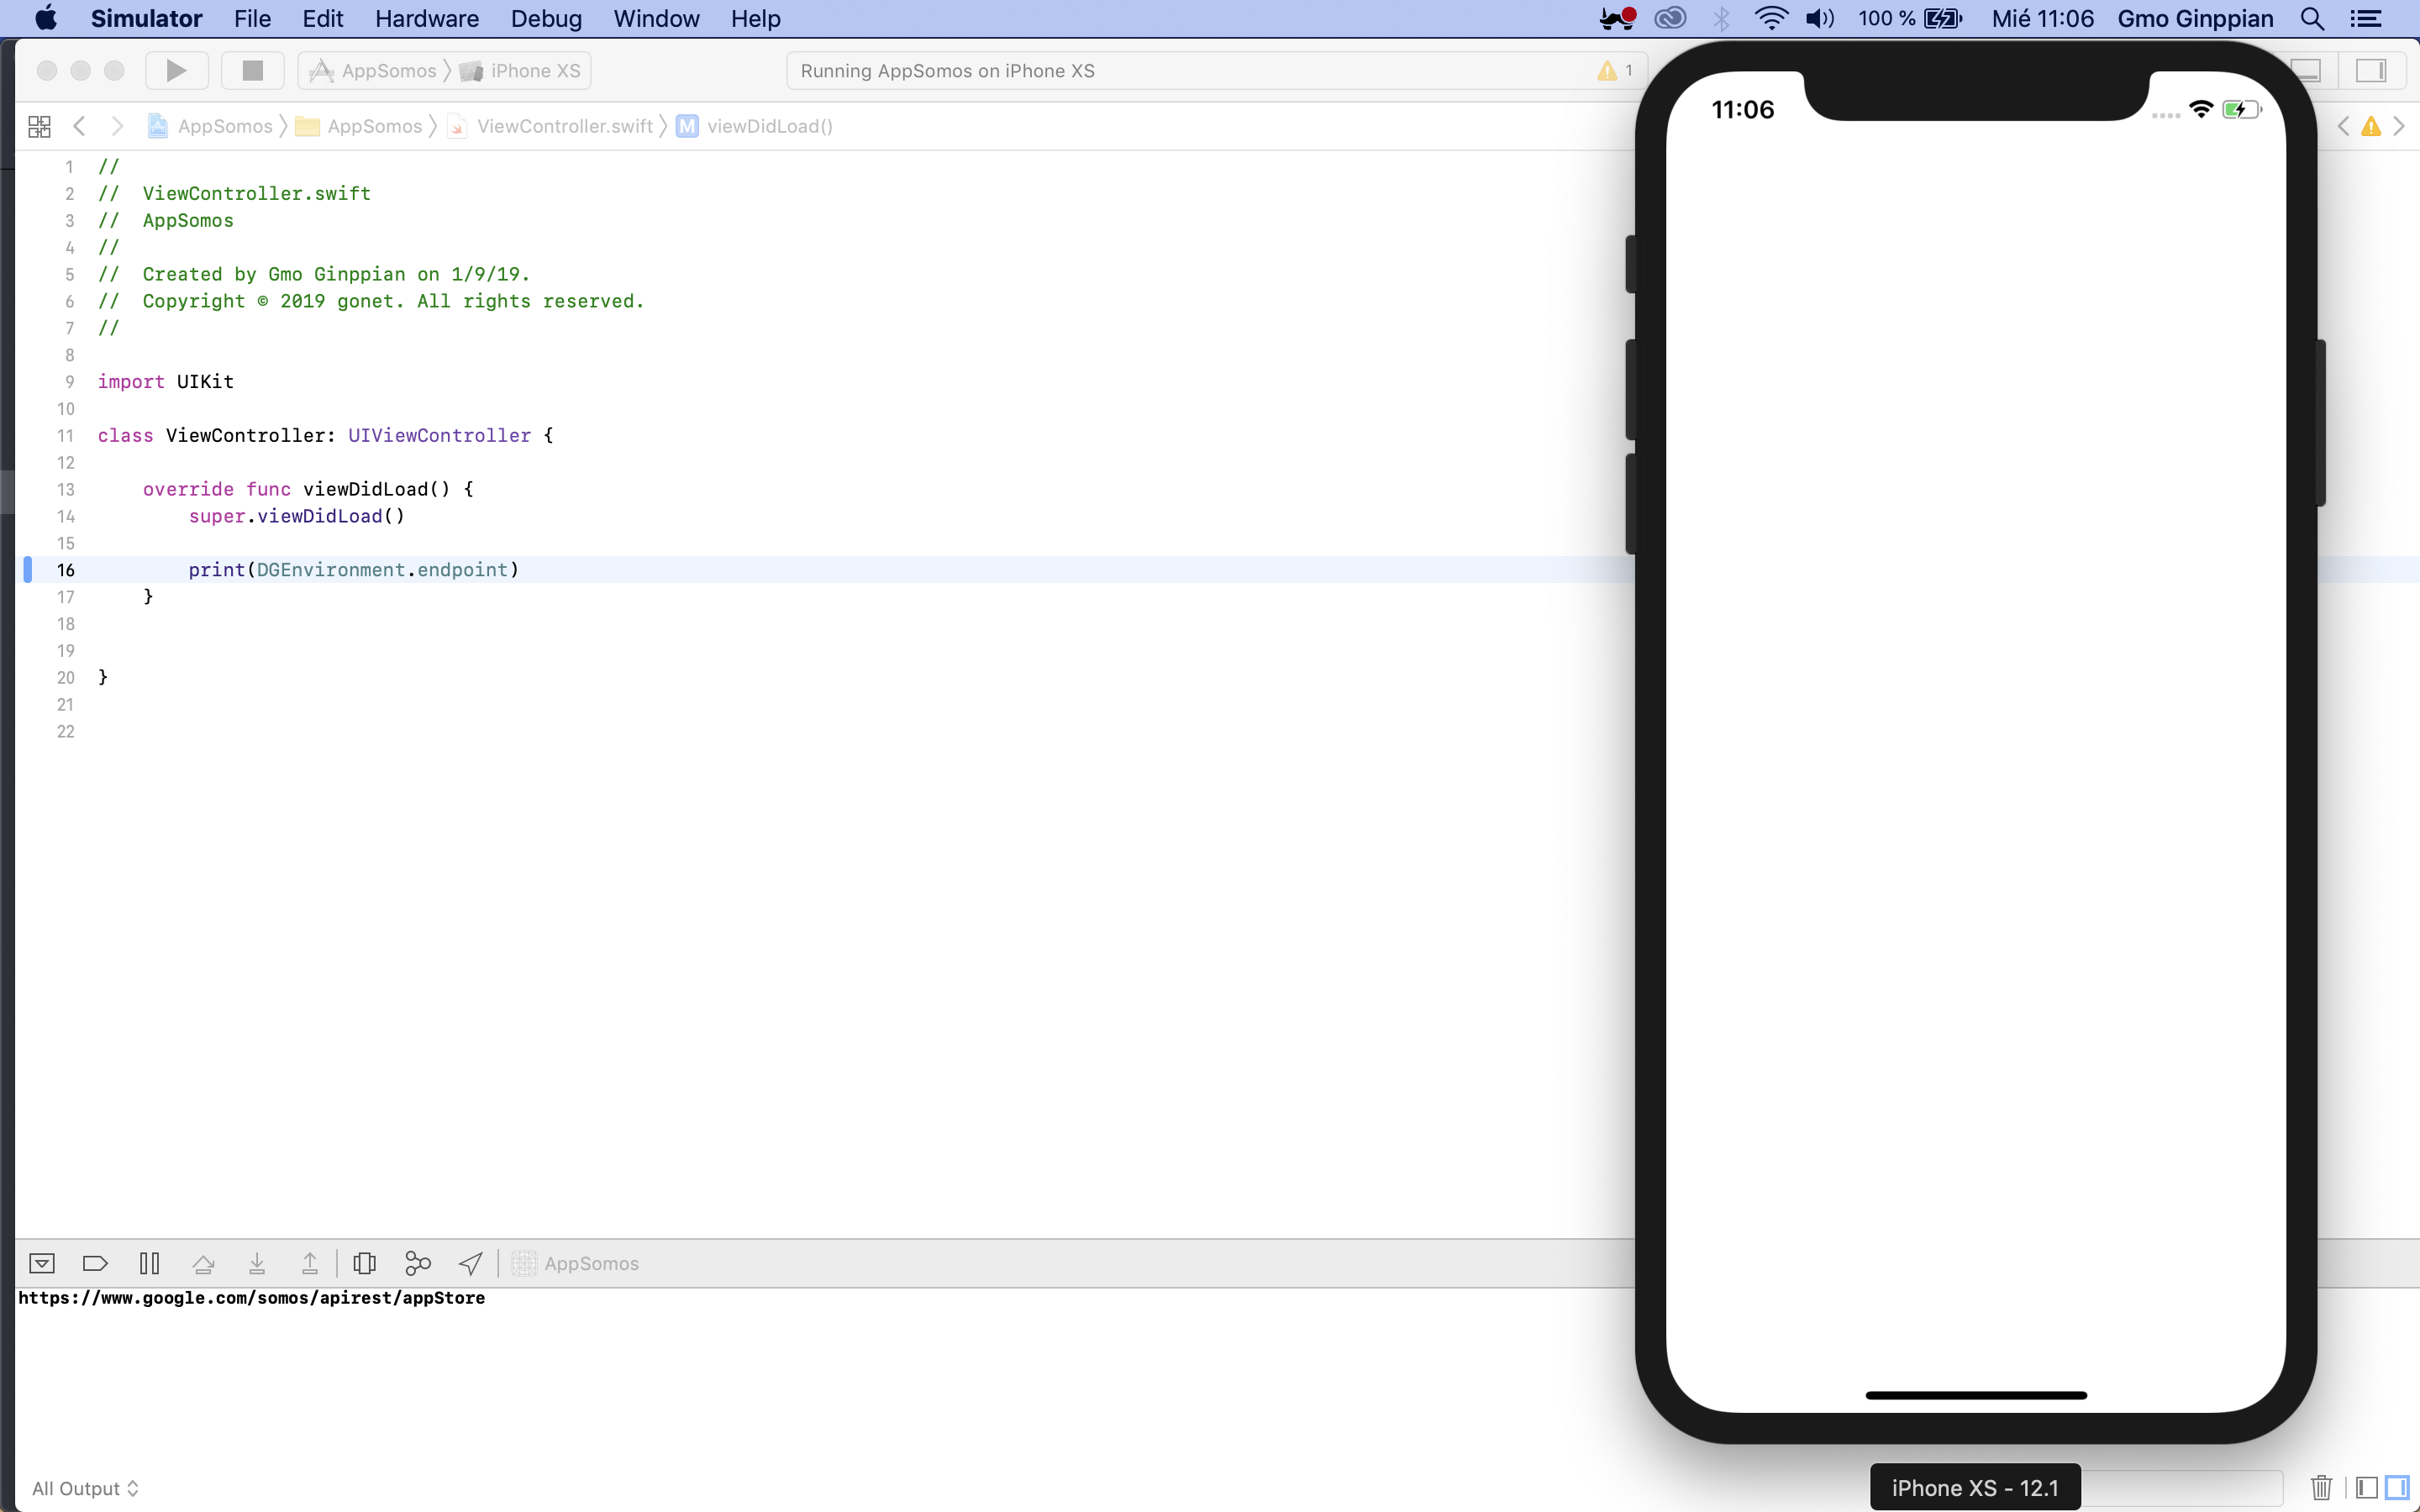 Simulator File Edit Hardware Debug Window Help 100 % Mié 11:06 Gmo Ginppian
AppSomos iPhone XS Running AppSomos on iPhone XS 1
AppSomos AppSomos ViewController.swift M viewDidLoad()
1 //
2 // ViewController.swift
3 // AppSomos
4 //
5 // Created by Gmo Ginppian on 1/9/19.
6 // Copyright © 2019 gonet. All rights reserved.
7 //
8
9 import UIKit
10
11 class ViewController: UIViewController {
12
13 override func viewDidLoad() {
14 super.viewDidLoad()
15
16 print(DGEnvironment.endpoint)
17 }
18
19
20 }
21
22
11:06
AppSomos
https://www.google.com/somos/apirest/appStore
All Output
iPhone XS - 12.1